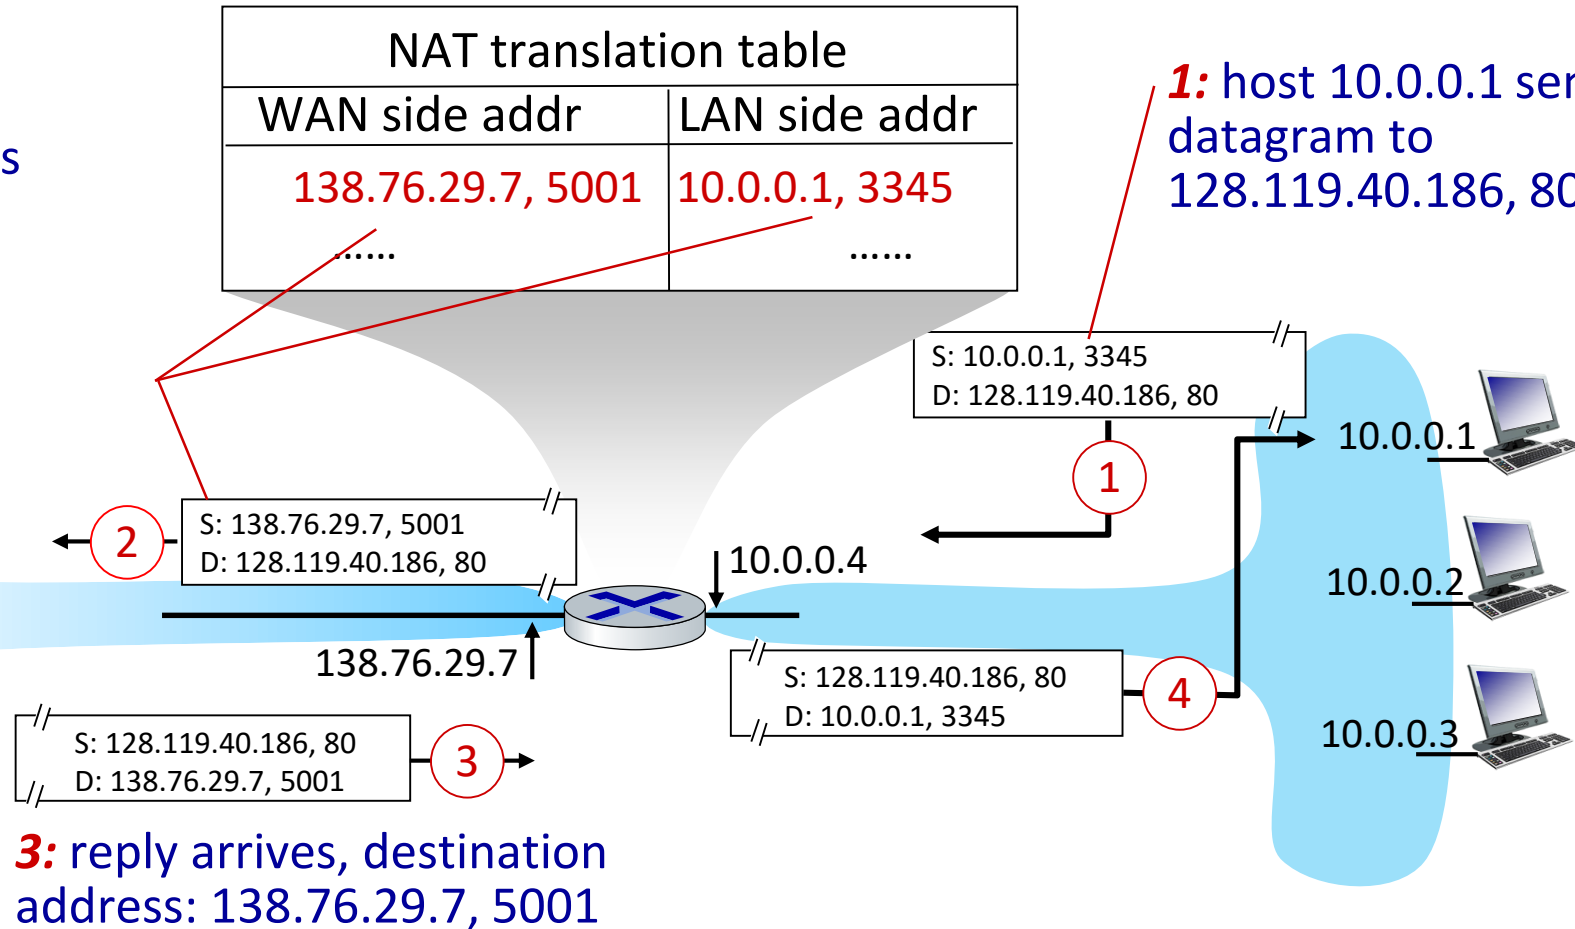 NAT translation table
WAN side addr LAN side addr
138.76.29.7, 5001 10.0.0.1, 3345
...... ......
s
1: host 10.0.0.1 ser
datagram to
128.119.40.186, 80
S: 10.0.0.1, 3345
D: 128.119.40.186, 80
1
10.0.0.1
2
S: 138.76.29.7, 5001
D: 128.119.40.186, 80
10.0.0.4
10.0.0.2
138.76.29.7
S: 128.119.40.186, 80
D: 10.0.0.1, 3345
4
10.0.0.3
S: 128.119.40.186, 80
D: 138.76.29.7, 5001
3
3: reply arrives, destination
address: 138.76.29.7, 5001